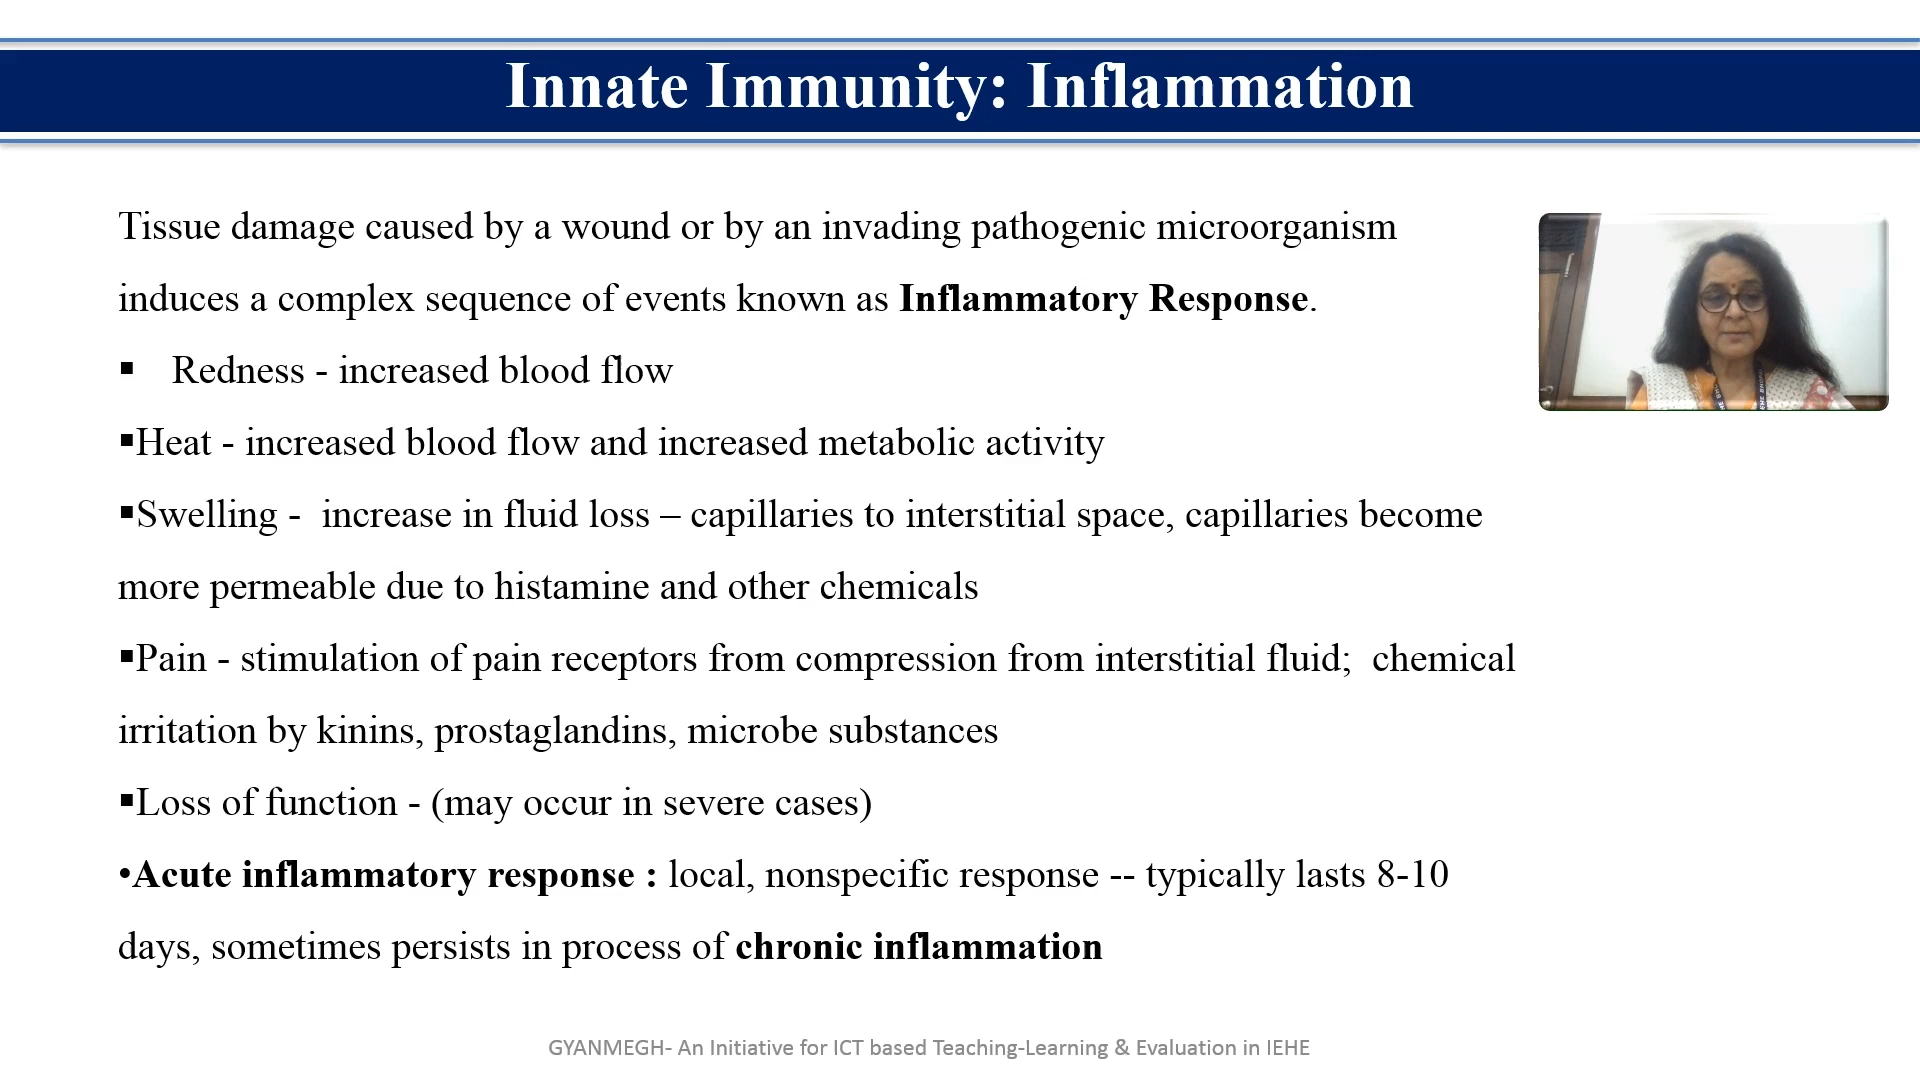 Innate Immunity: Inflammation
Tissue damage caused by a wound or by an invading pathogenic microorganism
induces a complex sequence of events known as Inflammatory Response.
▪ Redness - increased blood flow
▪Heat - increased blood flow and increased metabolic activity
▪Swelling -  increase in fluid loss – capillaries to interstitial space, capillaries become
more permeable due to histamine and other chemicals
▪Pain - stimulation of pain receptors from compression from interstitial fluid;  chemical
irritation by kinins, prostaglandins, microbe substances
▪Loss of function - (may occur in severe cases)
•Acute inflammatory response : local, nonspecific response -- typically lasts 8-10
days, sometimes persists in process of chronic inflammation
GYANMEGH- An Initiative for ICT based Teaching-Learning & Evaluation in IEHE